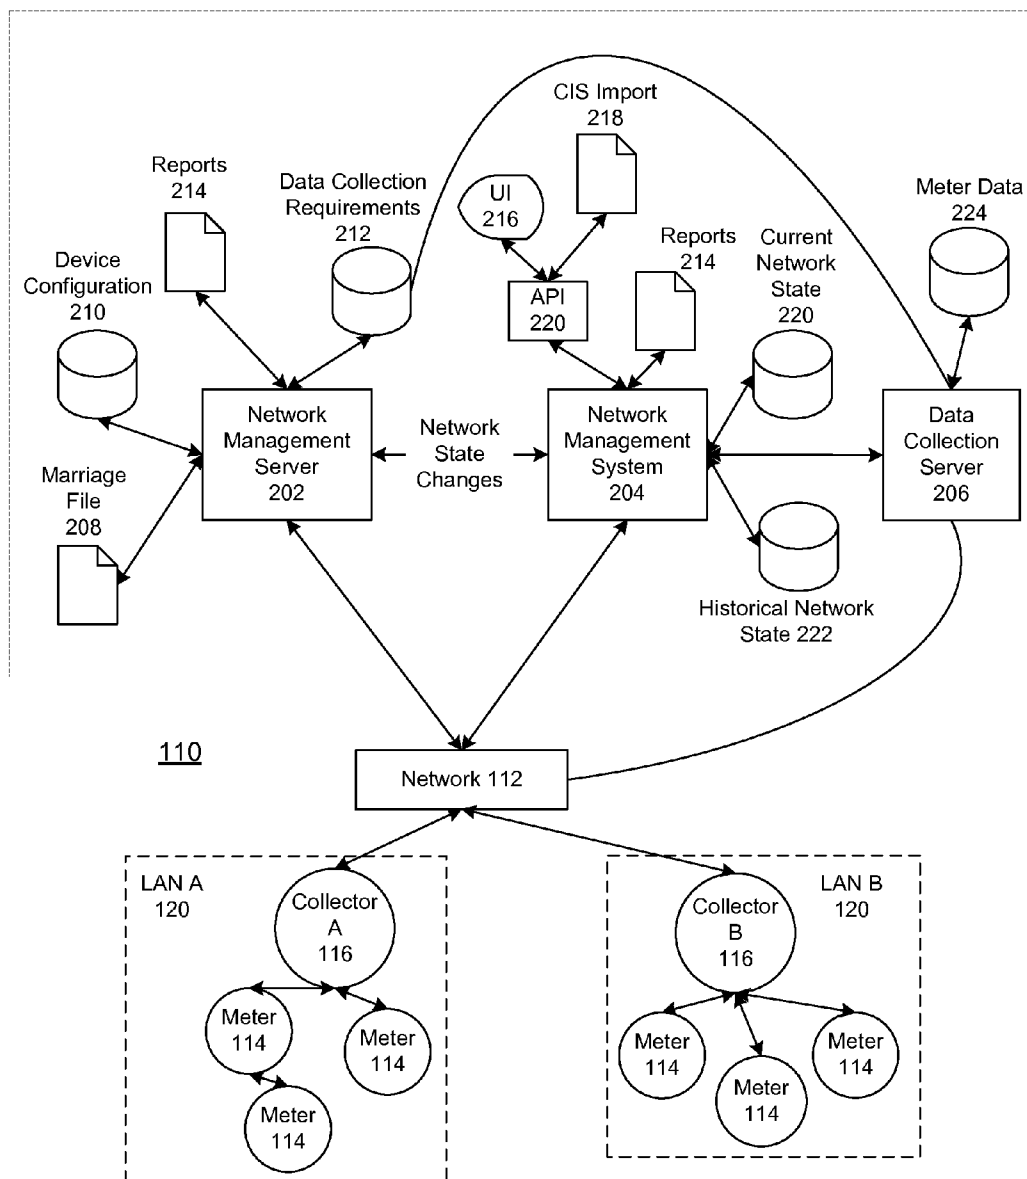 CIS Import
218
Reports
214
Data Collection
Requirements
212
UI
216
Meter Data
224
Device
Configuration
210
Reports
214
Current
Network
State
220
API
220
Marriage
File
208
Network
Management
Server
202
Network
State
Changes
Network
Management
System
204
Data
Collection
Server
206
Historical Network
State 222
110
Network 112
LAN A
120
Collector
A
116
Meter
114
Meter
114
Meter
114
LAN B
120
Collector
B
116
Meter
114
Meter
114
Meter
114